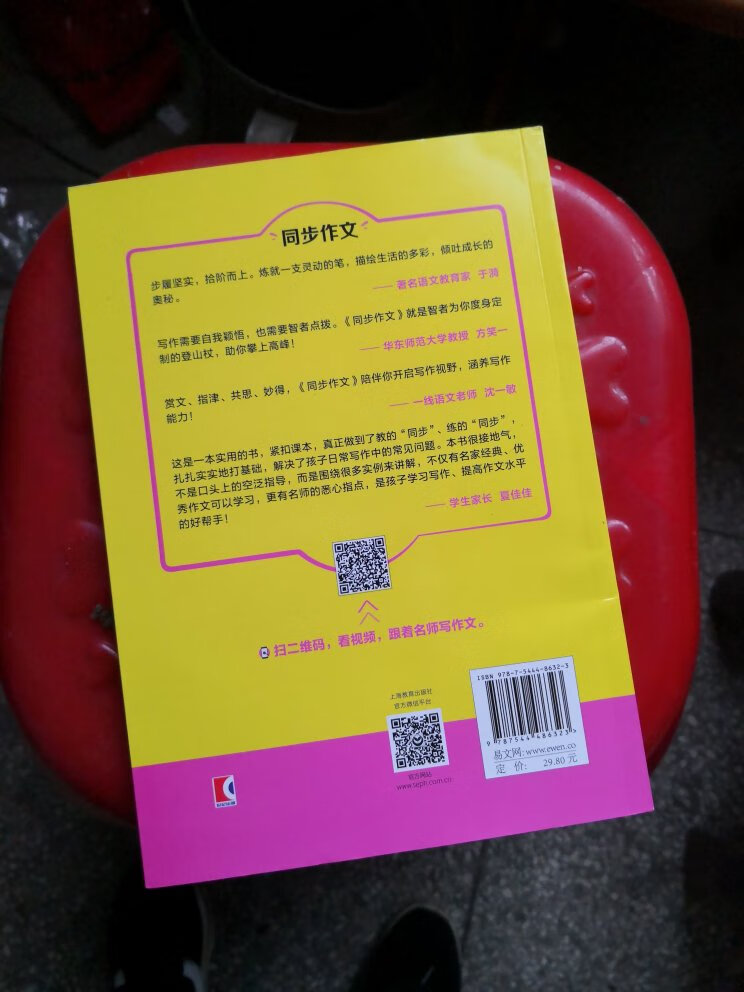 同步作文
步履坚实，拾阶而上。炼就一支灵动的笔，描绘生活的多彩，倾吐成长的
奥秘。
——著名语文教育家 于漪
写作需要自我颖悟，也需要智者点拨。《同步作文》就是智者为你度身定
制的登山杖，助你攀上高峰！
——华东师范大学教授 方笑一
赏文、指津、共思、妙得，《同步作文》陪伴你开启写作视野，涵养写作
能力！
——一线语文老师 沈一敏
这是一本实用的书，紧扣课本，真正做到了教的“同步”、练的“同步”，
扎扎实实地打基础，解决了孩子日常写作中的常见问题。本书很接地气，
不是口头上的空泛指导，而是围绕很多实例来讲解，不仅有名家经典、优
秀作文可以学习，更有名师的悉心指点，是孩子学习写作、提高作文水平
的好帮手！
——学生家长 夏佳佳
扫二维码，看视频，跟着名师写作文。
上海教育出版社
官方微信平台
官方网站
www.seph.com.cn
ISBN 978-7-5444-8632-3
9 787544 486323 >
易文网: www.ewen.co
定 价: 29.80 元